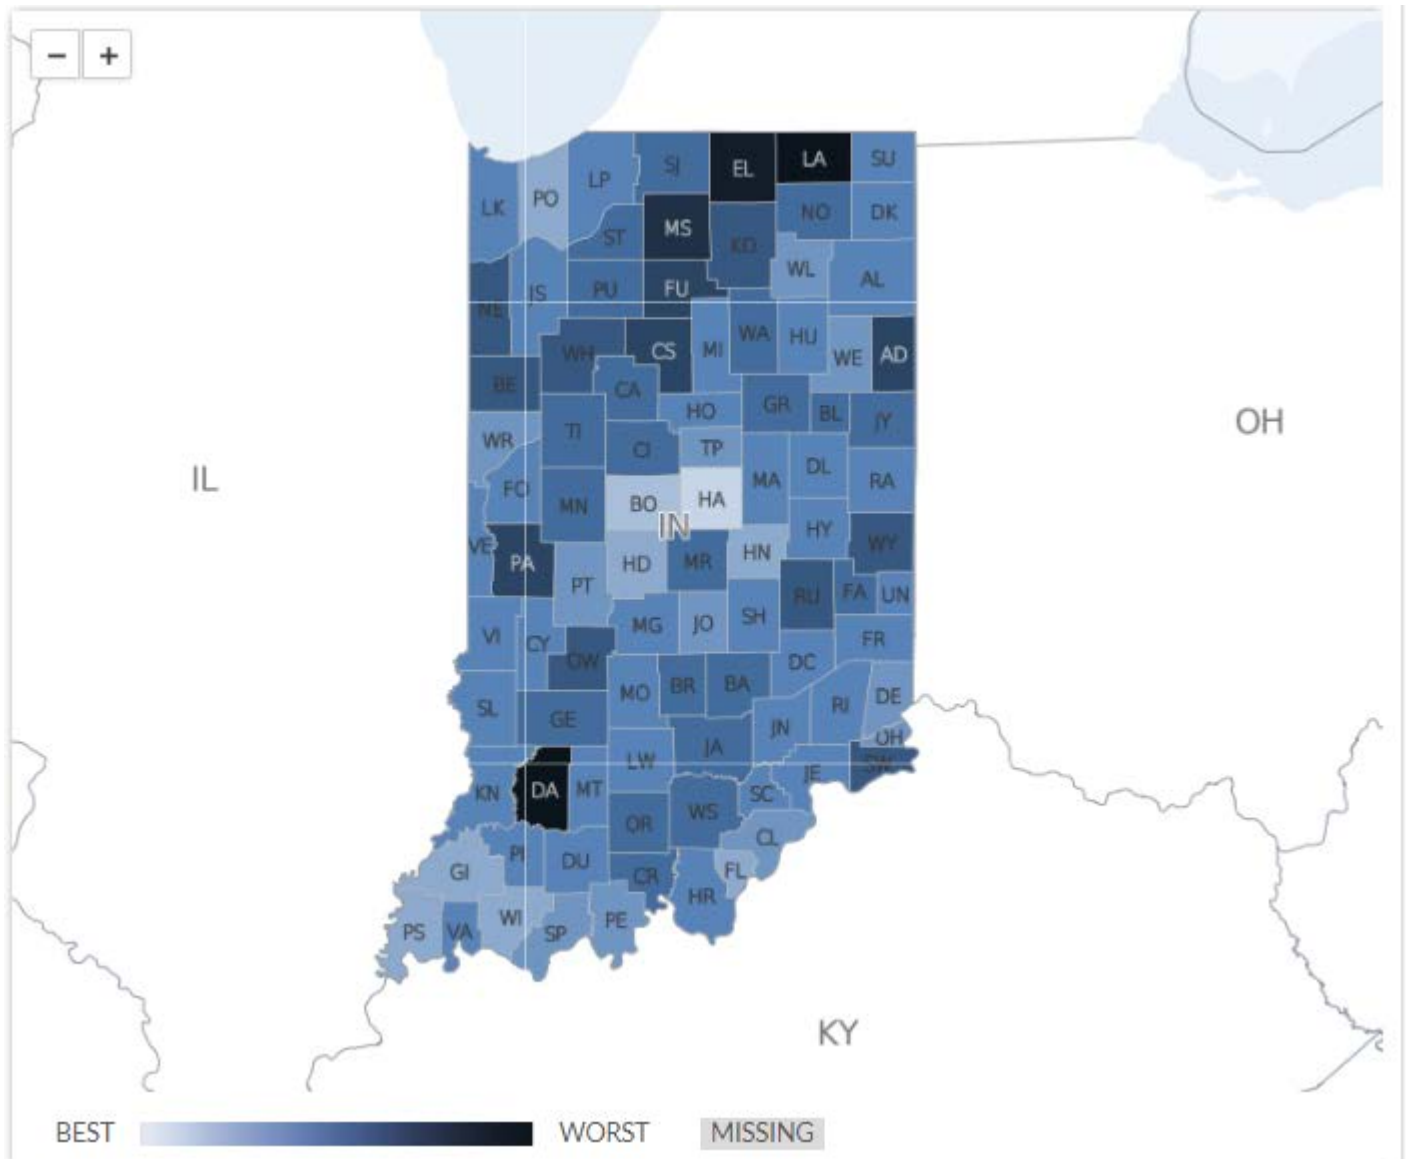 − +
EL LA SU
SJ
LP
PO
LK
NO DK
MS
ST
KO
WL
AL
JS PU FU
NE
WA HU
MI
WH CS
WE AD
BE
CA
HO GR BL JY
TI
WR
CI TP
DL
MA RA
FO
BO HA
MN
IN
HY
VE
PA HD MR HN WY
PT
RU FA UN
MG JO SH
VI CY
FR
OW DC
MO BR BA
DE
SL GE
RI
JN
OH
JA
LW JE SW
KN DA MT SC
OR WS
CL
PI DU
GI CR FL
HR
PS VA WI SP PE
IL
OH
KY
BEST WORST MISSING